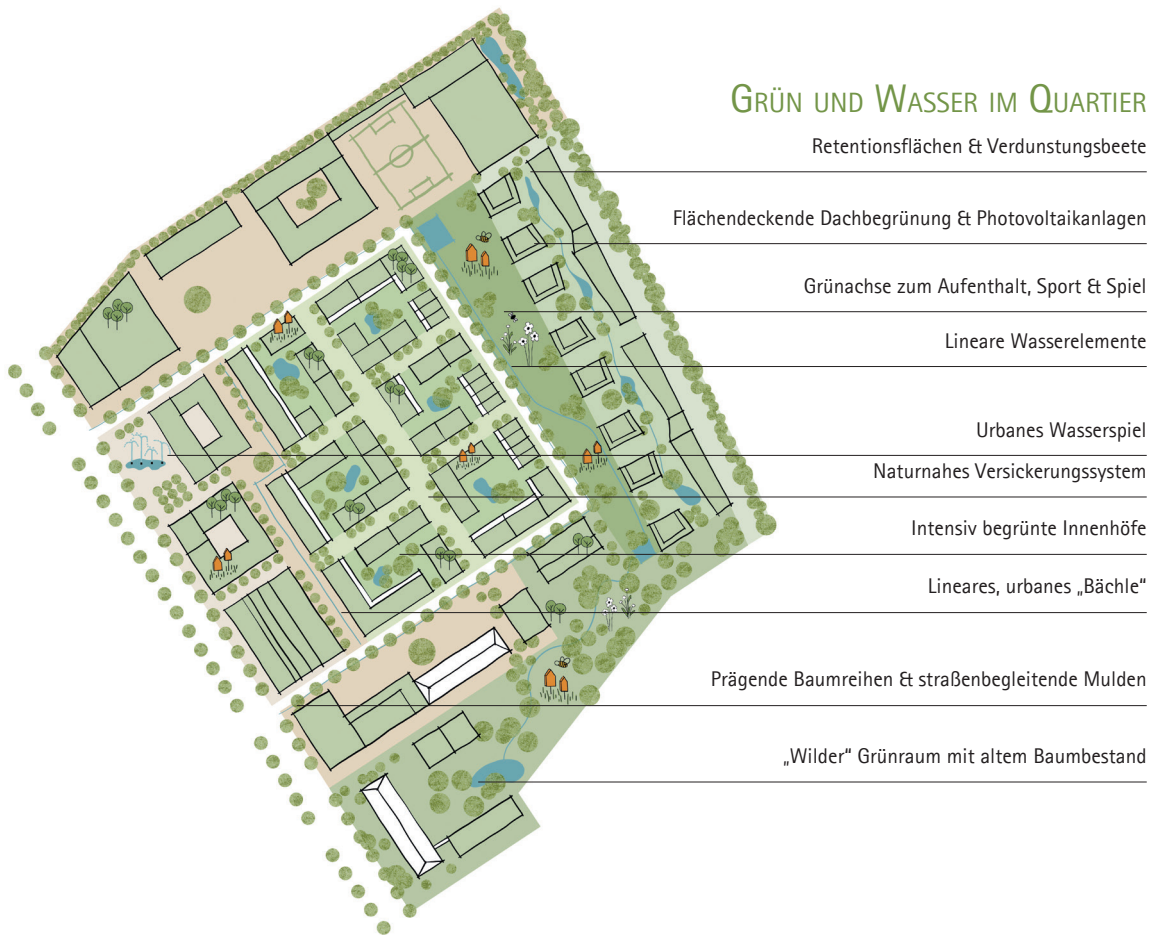 Grün und Wasser im Quartier
Retentionsflächen & Verdunstungsbeete
Flächendeckende Dachbegrünung & Photovoltaikanlagen
Grünachse zum Aufenthalt, Sport & Spiel
Lineare Wasserelemente
Urbanes Wasserspiel
Naturnahes Versickerungssystem
Intensiv begrünte Innenhöfe
Lineares, urbanes „Bächle“
Prägende Baumreihen & straßenbegleitende Mulden
„Wilder“ Grünraum mit altem Baumbestand